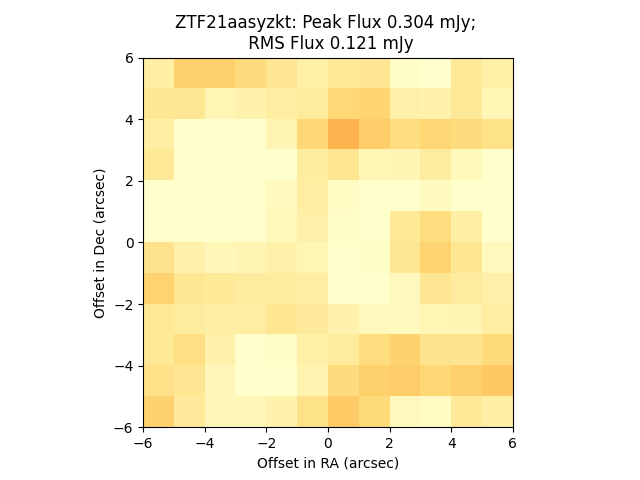 ZTF21aasyzkt: Peak Flux 0.304 mJy;
RMS Flux 0.121 mJy
6
4
2
0
−2
−4
−6
Offset in Dec (arcsec)
−6 −4 −2 0 2 4 6
Offset in RA (arcsec)